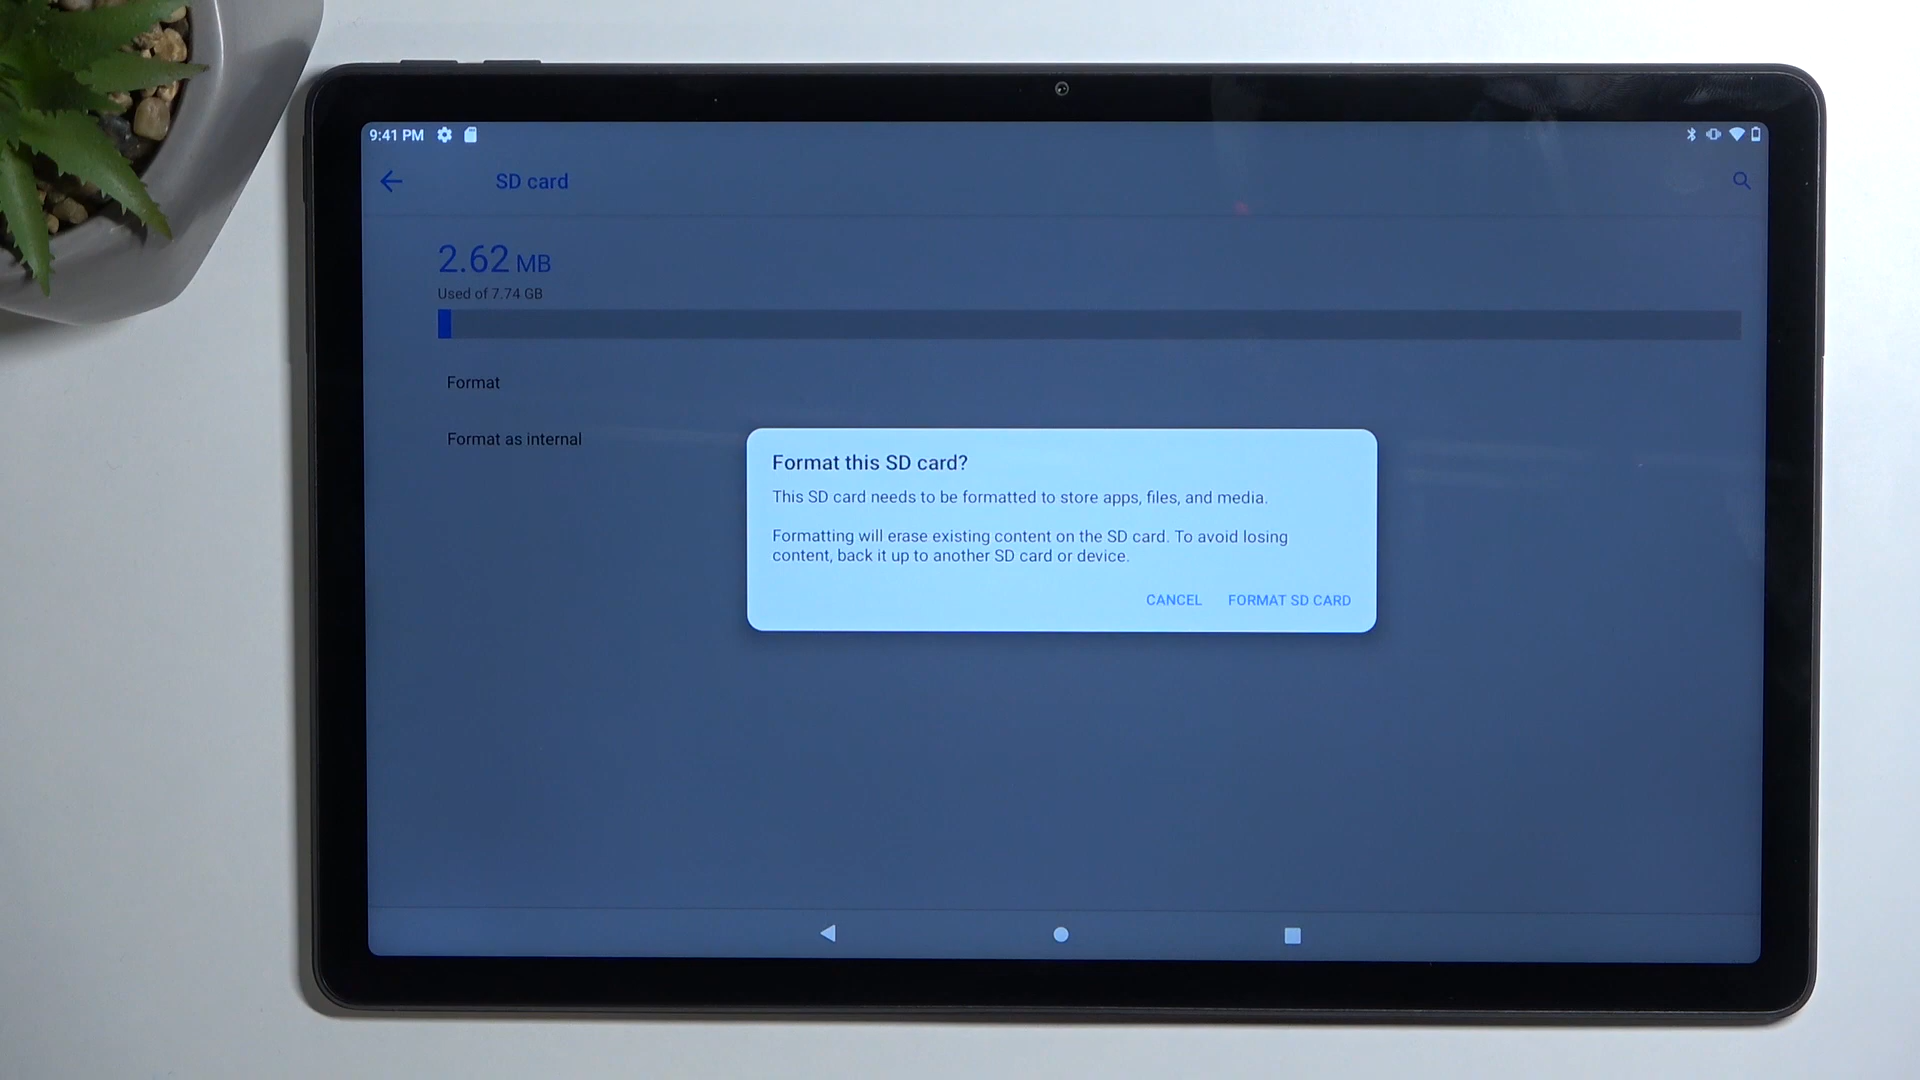 9:41 PM
SD card
2.62 MB
Used of 7.74 GB
Format
Format as internal
Format this SD card?
This SD card needs to be formatted to store apps, files, and media.
Formatting will erase existing content on the SD card. To avoid losing
content, back it up to another SD card or device.
CANCEL FORMAT SD CARD